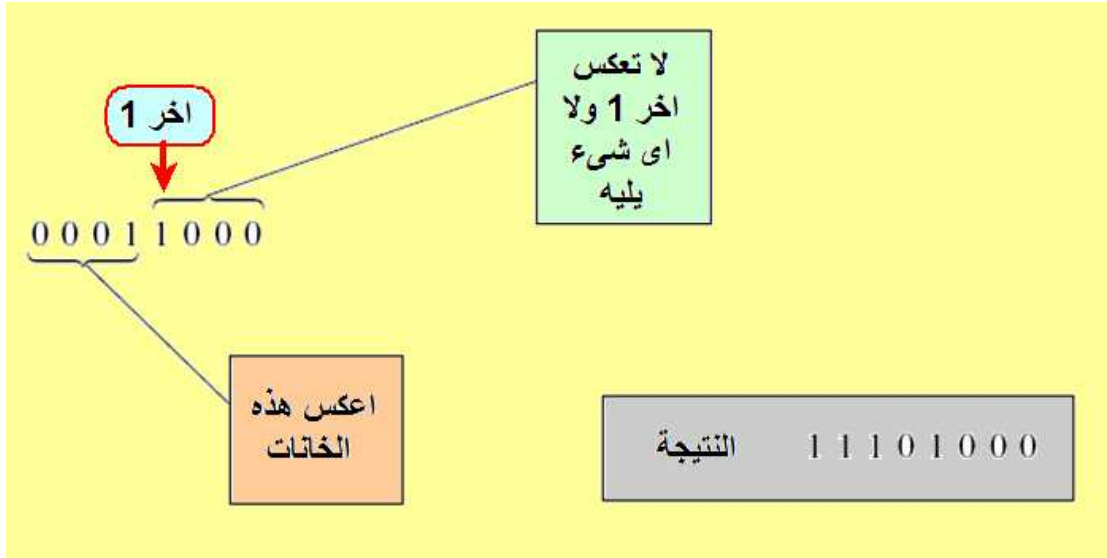 لا تعكس
اخر 1 ولا
اى شىء
يليه
اخر 1
0 0 0 1 1 0 0 0
اعكس هذه
الخانات
النتيجة 1 1 1 0 1 0 0 0